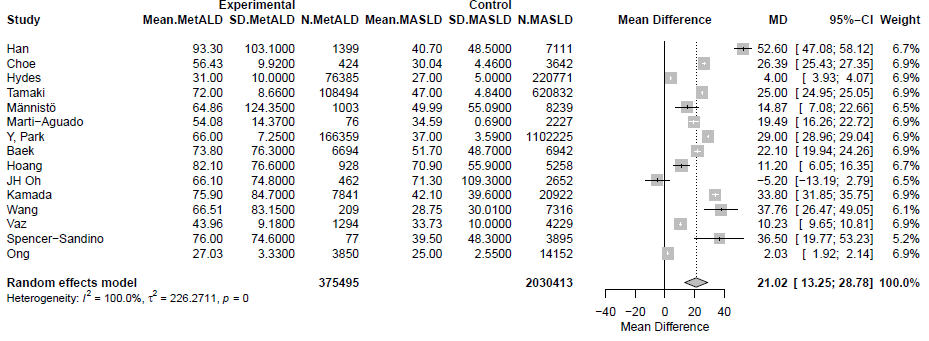 Experimental Control
Study Mean.MetALD SD.MetALD N.MetALD Mean.MASLD SD.MASLD N.MASLD Mean Difference MD 95%−CI Weight
Han 93.30 103.1000 1399 40.70 48.5000 7111 52.60 [ 47.08; 58.12] 6.7%
Choe 56.43 9.9200 424 30.04 4.4600 3642 26.39 [ 25.43; 27.35] 6.9%
Hydes 31.00 10.0000 76385 27.00 5.0000 220771 4.00 [ 3.93; 4.07] 6.9%
Tamaki 72.00 8.6600 108494 47.00 4.8400 620832 25.00 [ 24.95; 25.05] 6.9%
Männistö 64.86 124.3500 1003 49.99 55.0900 8239 14.87 [ 7.08; 22.66] 6.5%
Marti−Aguado 54.08 14.3700 76 34.59 0.6900 2227 19.49 [ 16.26; 22.72] 6.9%
Y, Park 66.00 7.2500 166359 37.00 3.5900 1102225 29.00 [ 28.96; 29.04] 6.9%
Baek 73.80 76.3000 6694 51.70 48.7000 6942 22.10 [ 19.94; 24.26] 6.9%
Hoang 82.10 76.6000 928 70.90 55.9000 5258 11.20 [ 6.05; 16.35] 6.7%
JH Oh 66.10 74.8000 462 71.30 109.3000 2652 −5.20 [−13.19; 2.79] 6.5%
Kamada 75.90 84.7000 7841 42.10 39.6000 20922 33.80 [ 31.85; 35.75] 6.9%
Wang 66.51 83.1500 209 28.75 30.0100 7316 37.76 [ 26.47; 49.05] 6.1%
Vaz 43.96 9.1800 1294 33.73 10.0000 4229 10.23 [ 9.65; 10.81] 6.9%
Spencer−Sandino 76.00 74.6000 77 39.50 48.3000 3895 36.50 [ 19.77; 53.23] 5.2%
Ong 27.03 3.3300 3850 25.00 2.5500 14152 2.03 [ 1.92; 2.14] 6.9%
Random effects model 375495 2030413 21.02 [ 13.25; 28.78] 100.0%
Heterogeneity: I² = 100.0%, τ² = 226.2711, p = 0
−40 −20 0 20 40
Mean Difference